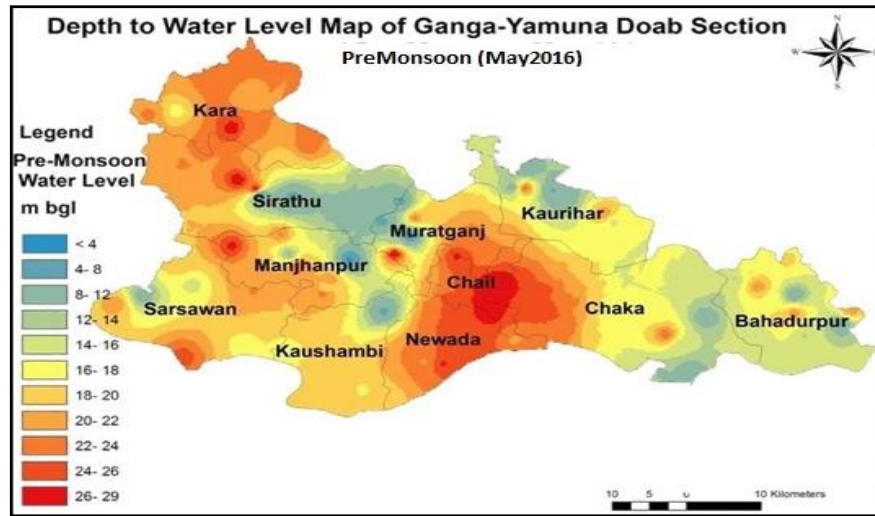 Depth to Water Level Map of Ganga-Yamuna Doab Section
PreMonsoon (May2016)
N
W
S
Kara
Legend
Pre-Monsoon
Water Level
m bgl
Sirathu
Kaurihar
Muratganj
Manjhanpur
Chail
Sarsawan
Chaka
Bahadurpur
Newada
Kaushambi
< 4
4- 8
8- 12
12- 14
14- 16
16- 18
18- 20
20- 22
22- 24
24- 26
26- 29
10 5 0 10 Kilometers